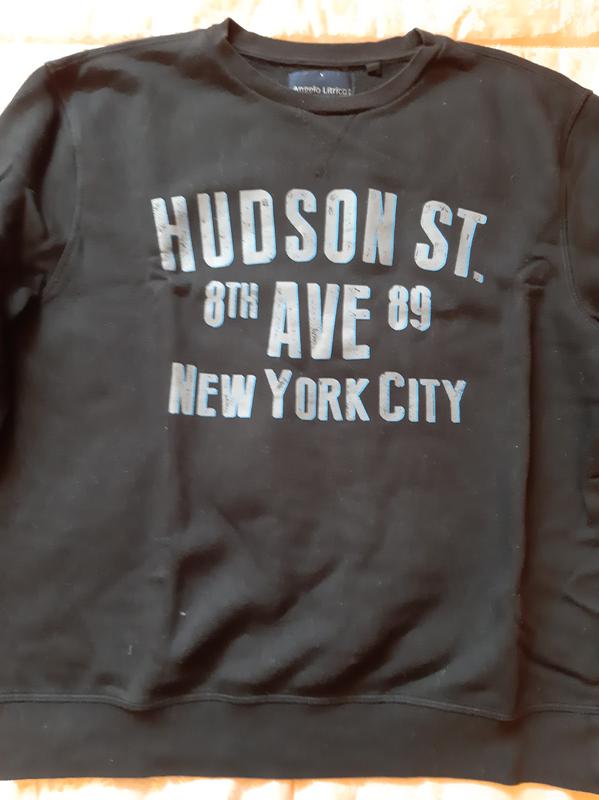 Angelo Litrico
HUDSON ST.
8TH AVE 89
NEW YORK CITY